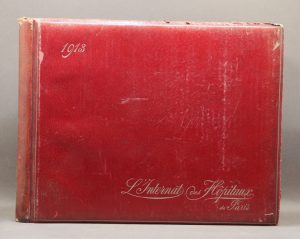 1913
L'Internat des Hôpitaux
de Paris